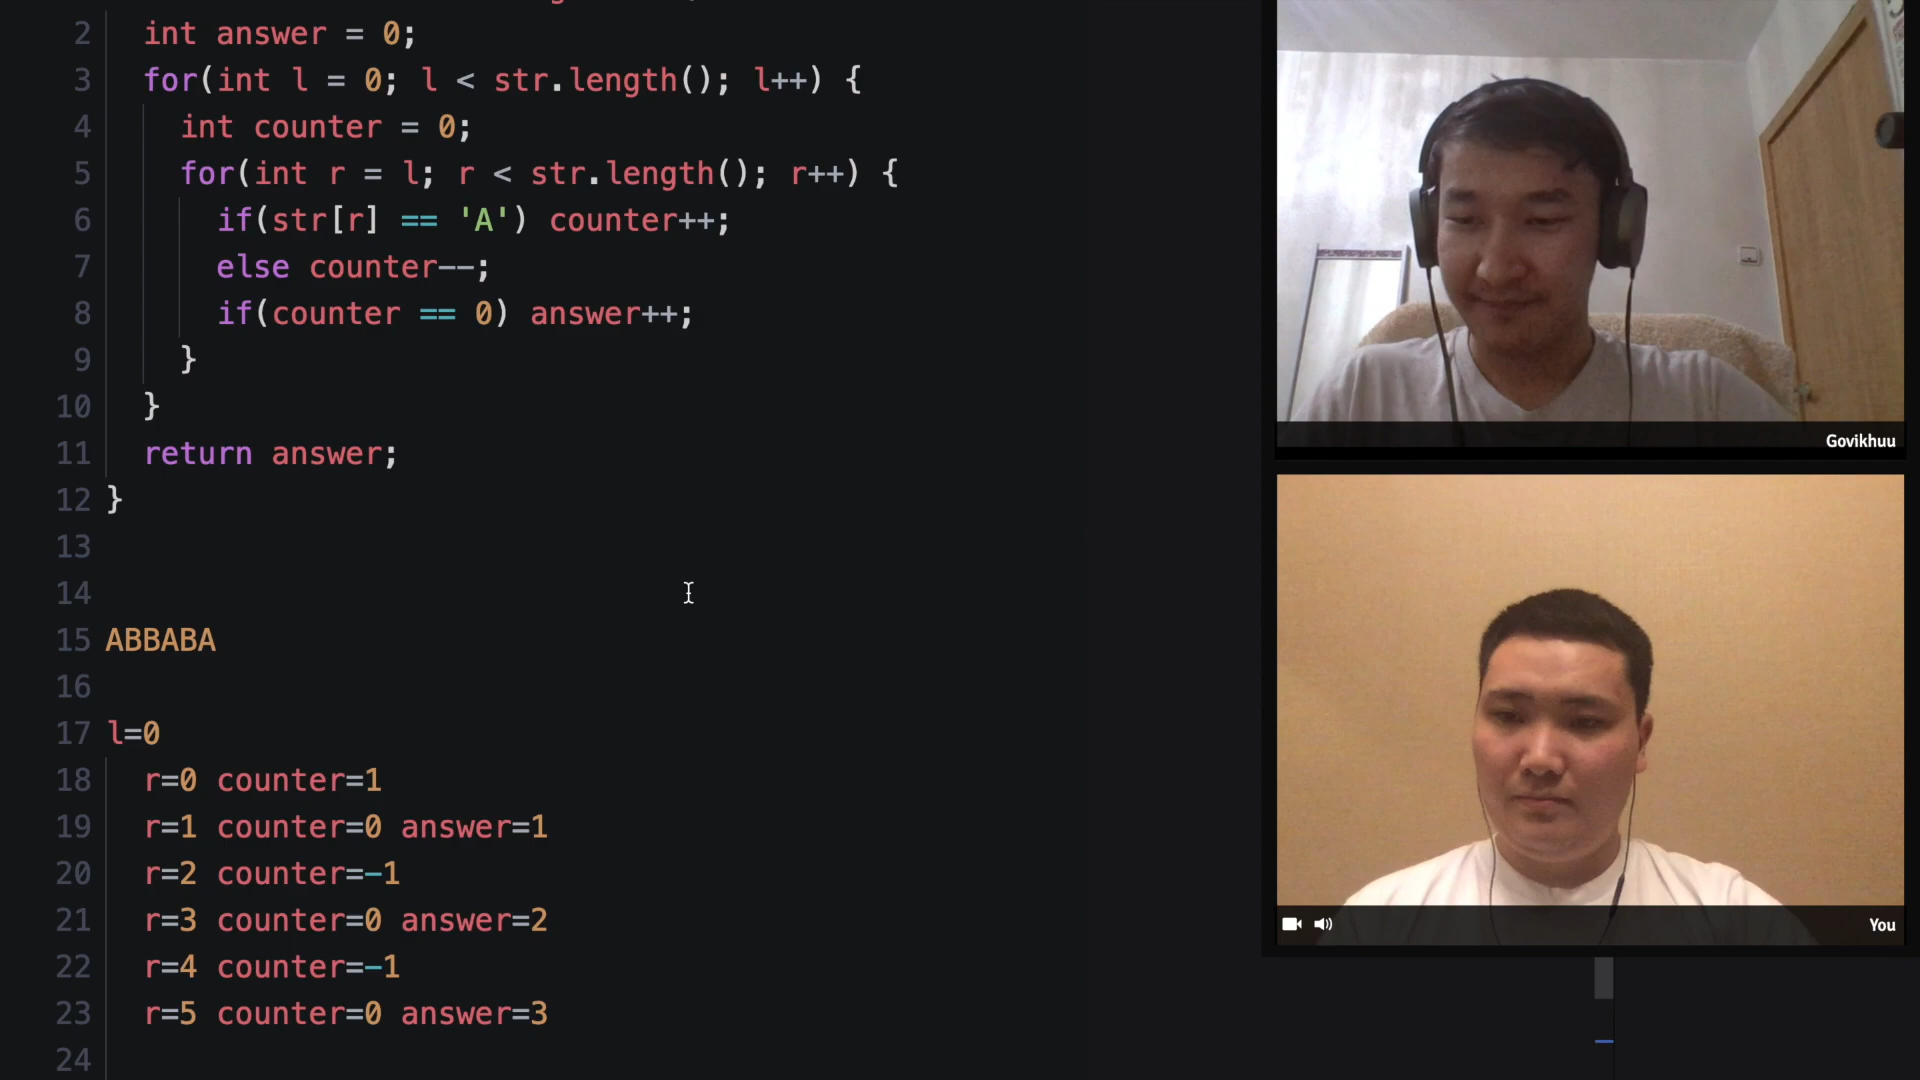 2 int answer = 0;
3 for(int l = 0; l < str.length(); l++) {
4 int counter = 0;
5 for(int r = l; r < str.length(); r++) {
6 if(str[r] == 'A') counter++;
7 else counter--;
8 if(counter == 0) answer++;
9 }
10 }
11 return answer;
12 }
13
14
15 ABBABA
16
17 l=0
18 r=0 counter=1
19 r=1 counter=0 answer=1
20 r=2 counter=-1
21 r=3 counter=0 answer=2
22 r=4 counter=-1
23 r=5 counter=0 answer=3
24
Govikhuu
You